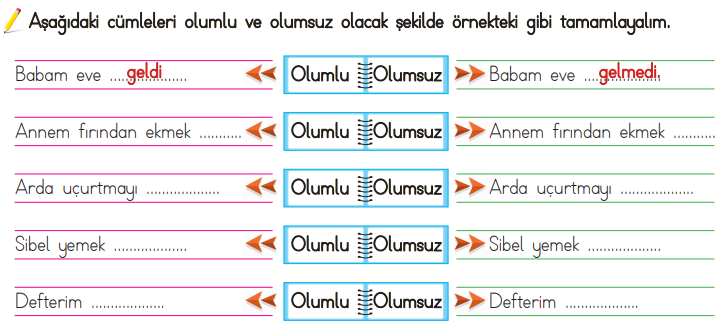 Aşağıdaki cümleleri olumlu ve olumsuz olacak şekilde örnekteki gibi tamamlayalım.
Babam eve ....geldi.... Olumlu Olumsuz Babam eve ....gelmedi.
Annem fırından ekmek ........... Olumlu Olumsuz Annem fırından ekmek ...........
Arda uçurtmayı ................... Olumlu Olumsuz Arda uçurtmayı ...................
Sibel yemek ................... Olumlu Olumsuz Sibel yemek ...................
Defterim ................... Olumlu Olumsuz Defterim ...................